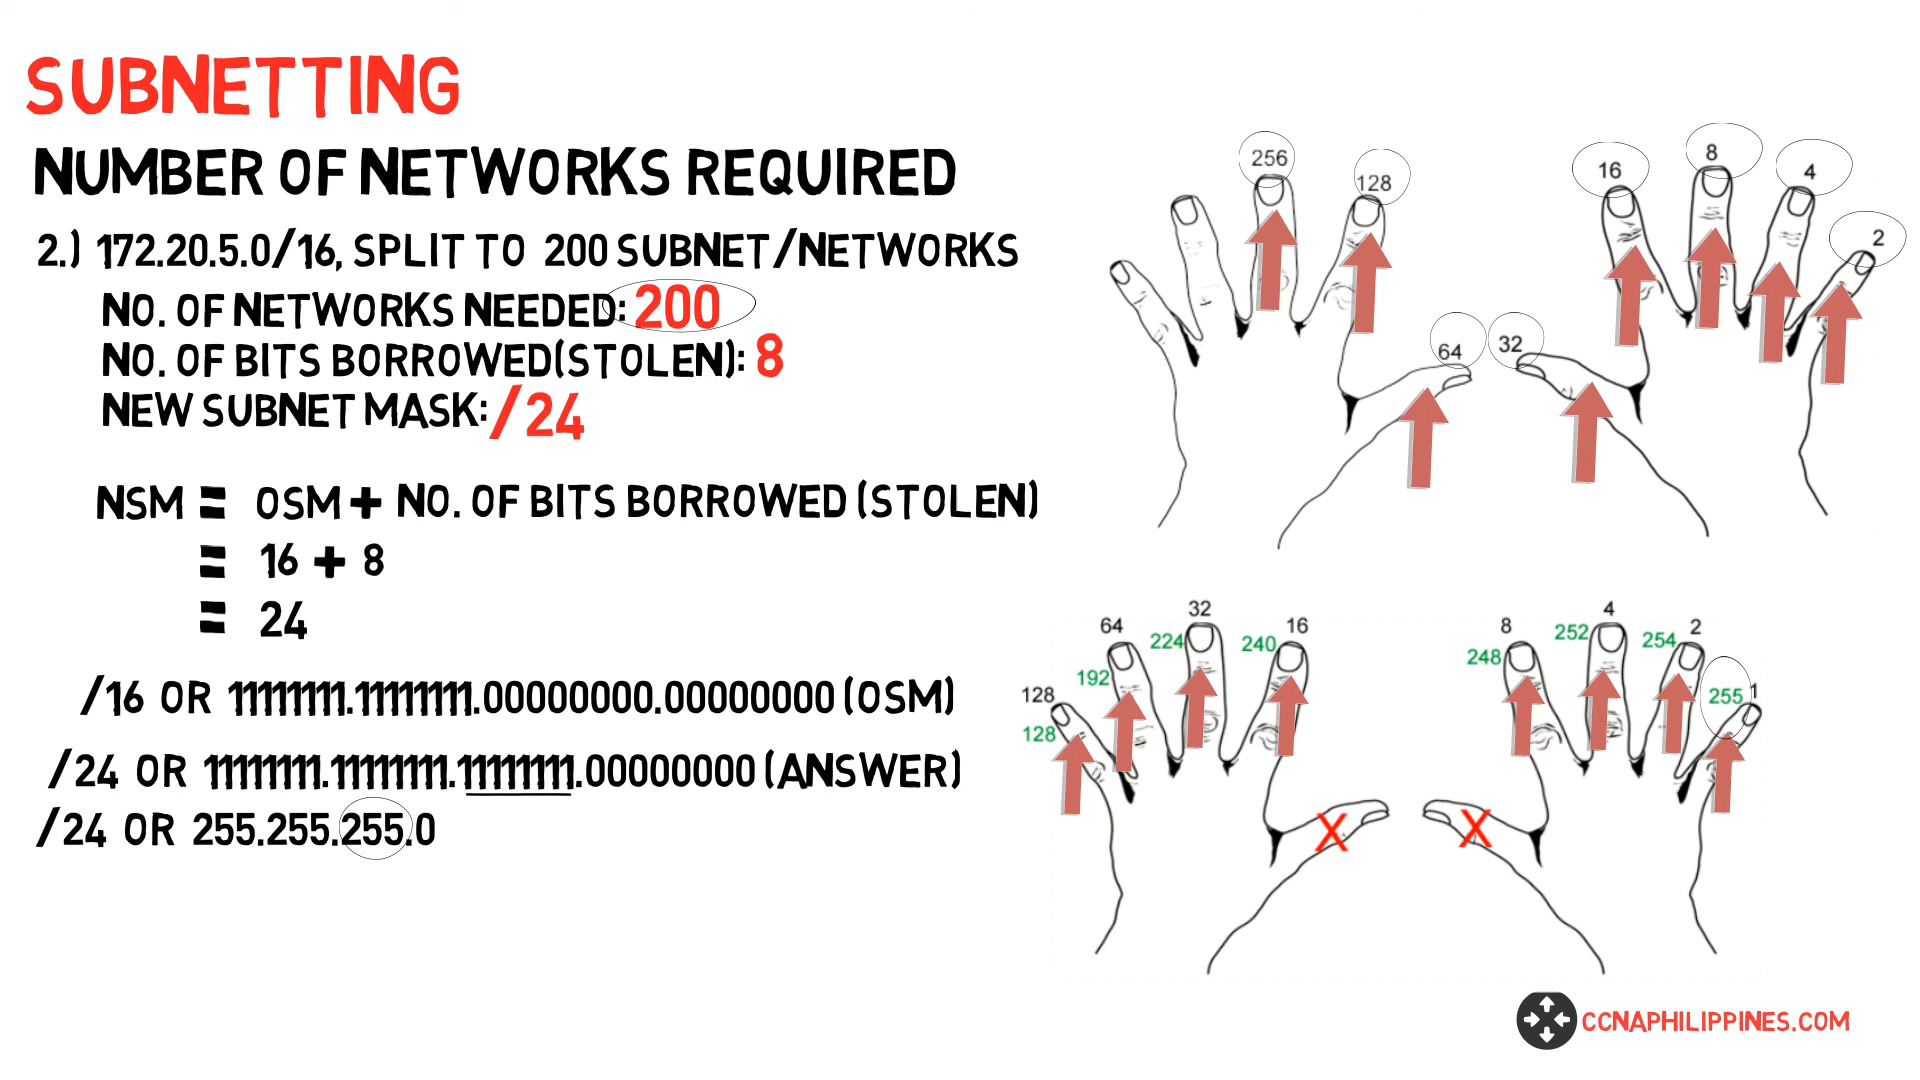 SUBNETTING
NUMBER OF NETWORKS REQUIRED
2.) 172.20.5.0/16, SPLIT TO 200 SUBNET/NETWORKS
NO. OF NETWORKS NEEDED: 200
NO. OF BITS BORROWED(STOLEN): 8
NEW SUBNET MASK: /24
NSM = OSM + NO. OF BITS BORROWED (STOLEN)
= 16 + 8
= 24
/16 OR 11111111.11111111.00000000.00000000 (OSM)
/24 OR 11111111.11111111.11111111.00000000 (ANSWER)
/24 OR 255.255.255.0
256
128
64
32
16
8
4
2
128
128
64
192
32
224
16
240
8
248
4
252
2
254
1
255
X
X
CCNAPHILIPPINES.COM